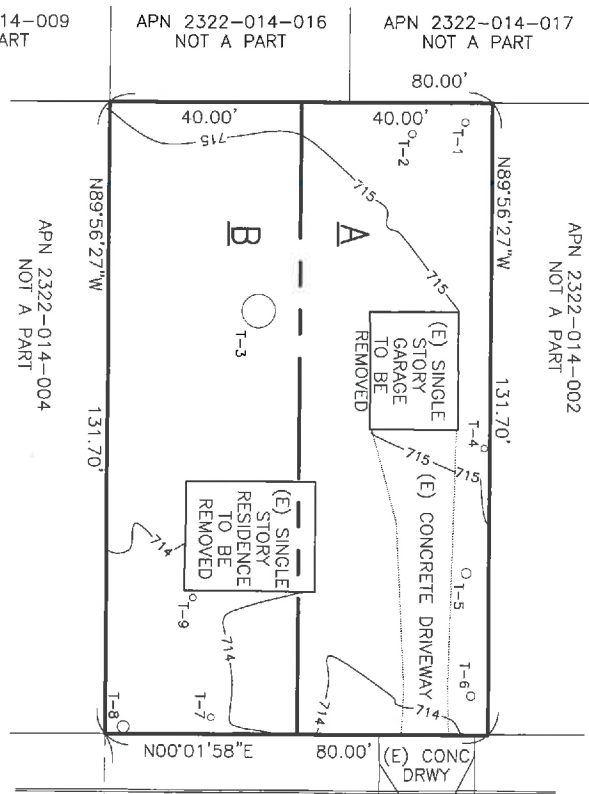 14-009
ART
APN 2322-014-016
NOT A PART
APN 2322-014-017
NOT A PART
80.00'
40.00'
40.00'
T-1
T-2
715
715
715
N89°56'27"W
N89°56'27"W
APN 2322-014-002
NOT A PART
APN 2322-014-004
NOT A PART
A
B
T-3
(E) SINGLE
STORY
GARAGE
TO BE
REMOVED
T-4
131.70'
131.70'
715
715
(E) CONCRETE DRIVEWAY
(E) SINGLE
STORY
RESIDENCE
TO BE
REMOVED
714
T-5
T-9
714
T-6
714
714
T-7
T-8
N00°01'58"E
80.00'
(E) CONC
DRWY